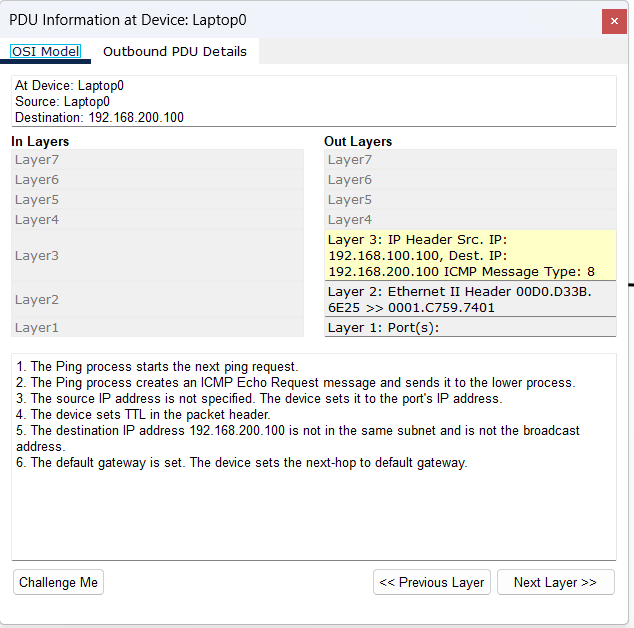 PDU Information at Device: Laptop0
OSI Model Outbound PDU Details
At Device: Laptop0
Source: Laptop0
Destination: 192.168.200.100
In Layers
Layer7
Layer6
Layer5
Layer4
Layer3
Layer2
Layer1
Out Layers
Layer7
Layer6
Layer5
Layer4
Layer 3: IP Header Src. IP:
192.168.100.100, Dest. IP:
192.168.200.100 ICMP Message Type: 8
Layer 2: Ethernet II Header 00D0.D33B.
6E25 >> 0001.C759.7401
Layer 1: Port(s):
1. The Ping process starts the next ping request.
2. The Ping process creates an ICMP Echo Request message and sends it to the lower process.
3. The source IP address is not specified. The device sets it to the port's IP address.
4. The device sets TTL in the packet header.
5. The destination IP address 192.168.200.100 is not in the same subnet and is not the broadcast
address.
6. The default gateway is set. The device sets the next-hop to default gateway.
Challenge Me
<< Previous Layer
Next Layer >>